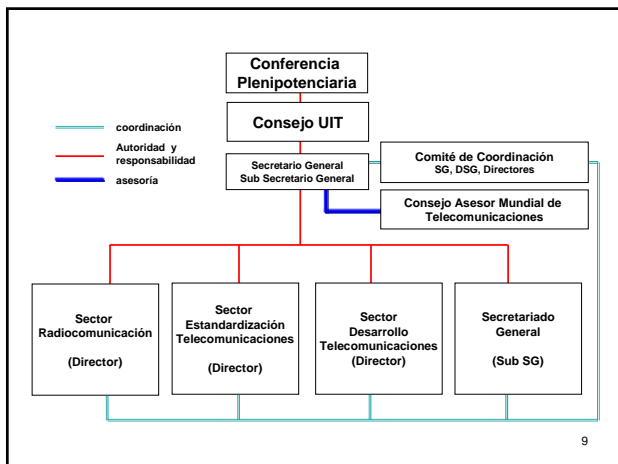 Conferencia
Plenipotenciaria
Consejo UIT
coordinación
Autoridad y
responsabilidad
asesoría
Secretario General
Sub Secretario General
Comité de Coordinación
SG, DSG, Directores
Consejo Asesor Mundial de
Telecomunicaciones
Sector
Radiocomunicación
(Director)
Sector
Estandardización
Telecomunicaciones
(Director)
Sector
Desarrollo
Telecomunicaciones
(Director)
Secretariado
General
(Sub SG)
9